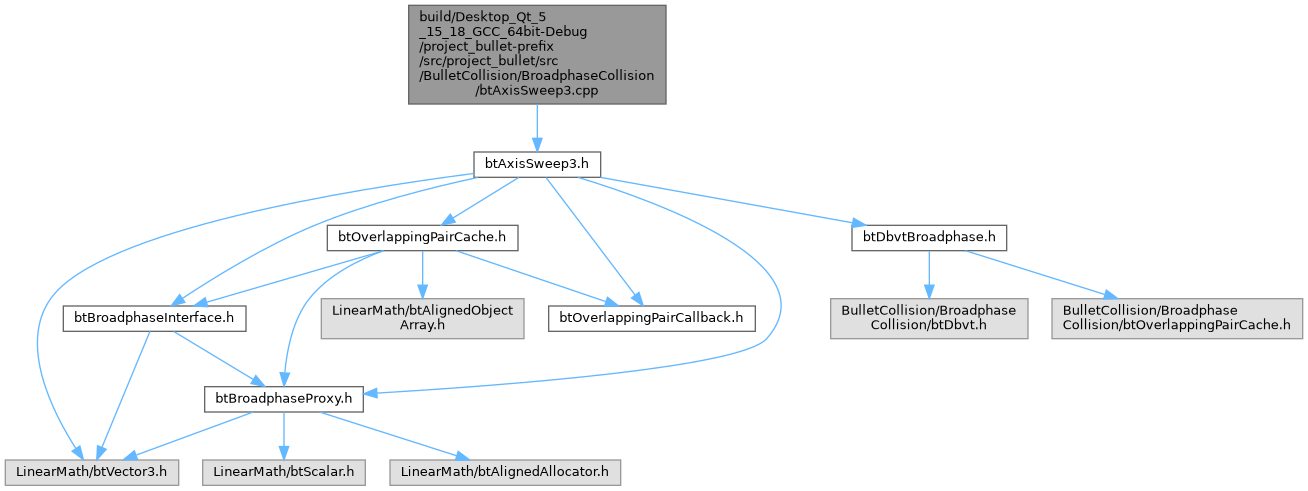 build/Desktop_Qt_5
_15_18_GCC_64bit-Debug
/project_bullet-prefix
/src/project_bullet/src
/BulletCollision/BroadphaseCollision
/btAxisSweep3.cpp
btAxisSweep3.h
btOverlappingPairCache.h
btDbvtBroadphase.h
btBroadphaseInterface.h
LinearMath/btAlignedObject
Array.h
btOverlappingPairCallback.h
BulletCollision/Broadphase
Collision/btDbvt.h
BulletCollision/Broadphase
Collision/btOverlappingPairCache.h
btBroadphaseProxy.h
LinearMath/btVector3.h
LinearMath/btScalar.h
LinearMath/btAlignedAllocator.h